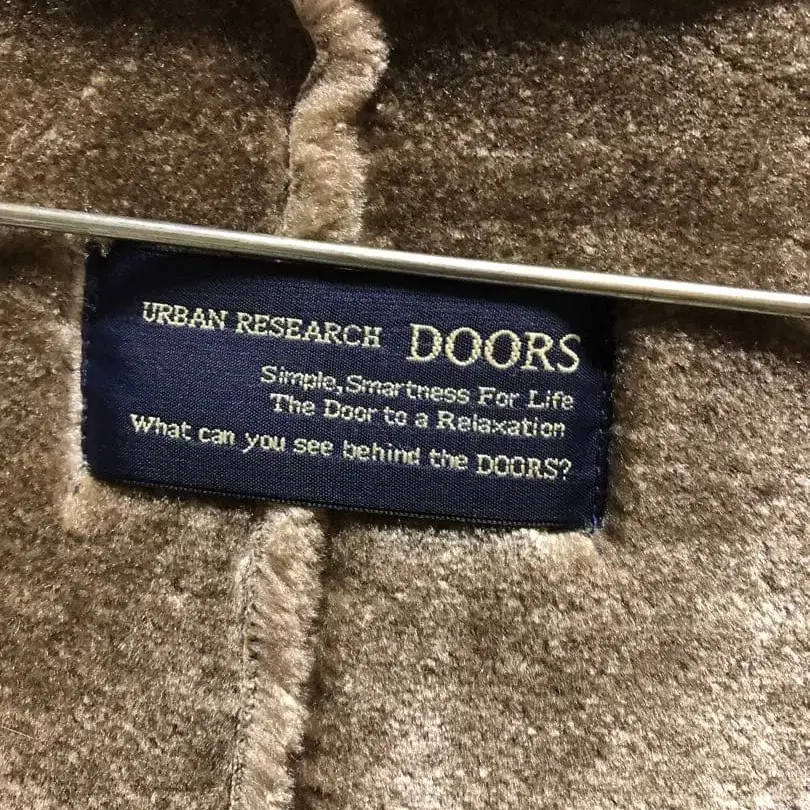 URBAN RESEARCH DOORS
Simple,Smartness For Life
The Door to a Relaxation
What can you see behind the DOORS?